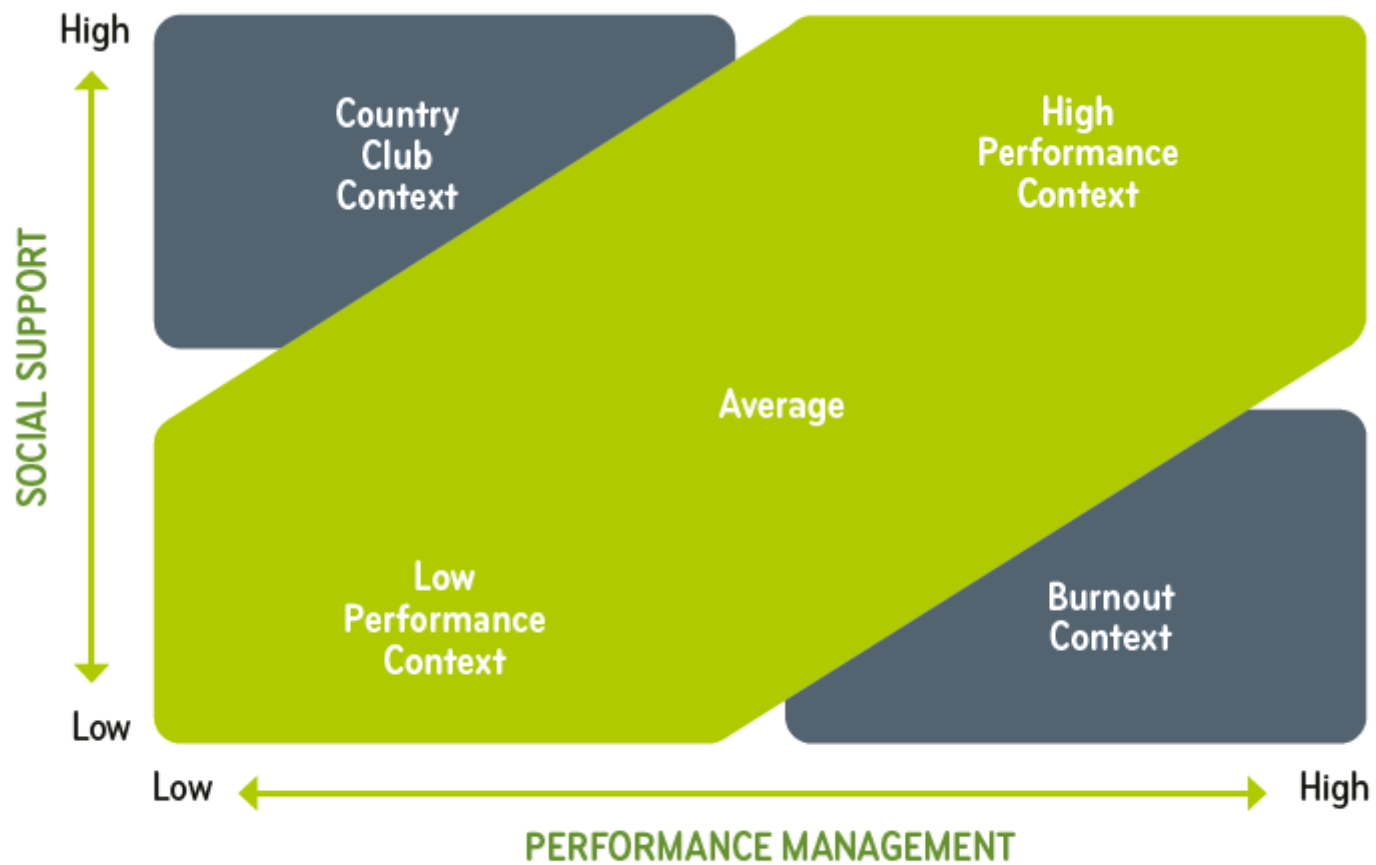 High
Country
Club
Context
High
Performance
Context
SOCIAL SUPPORT
Average
Low
Performance
Context
Burnout
Context
Low
Low
High
PERFORMANCE MANAGEMENT